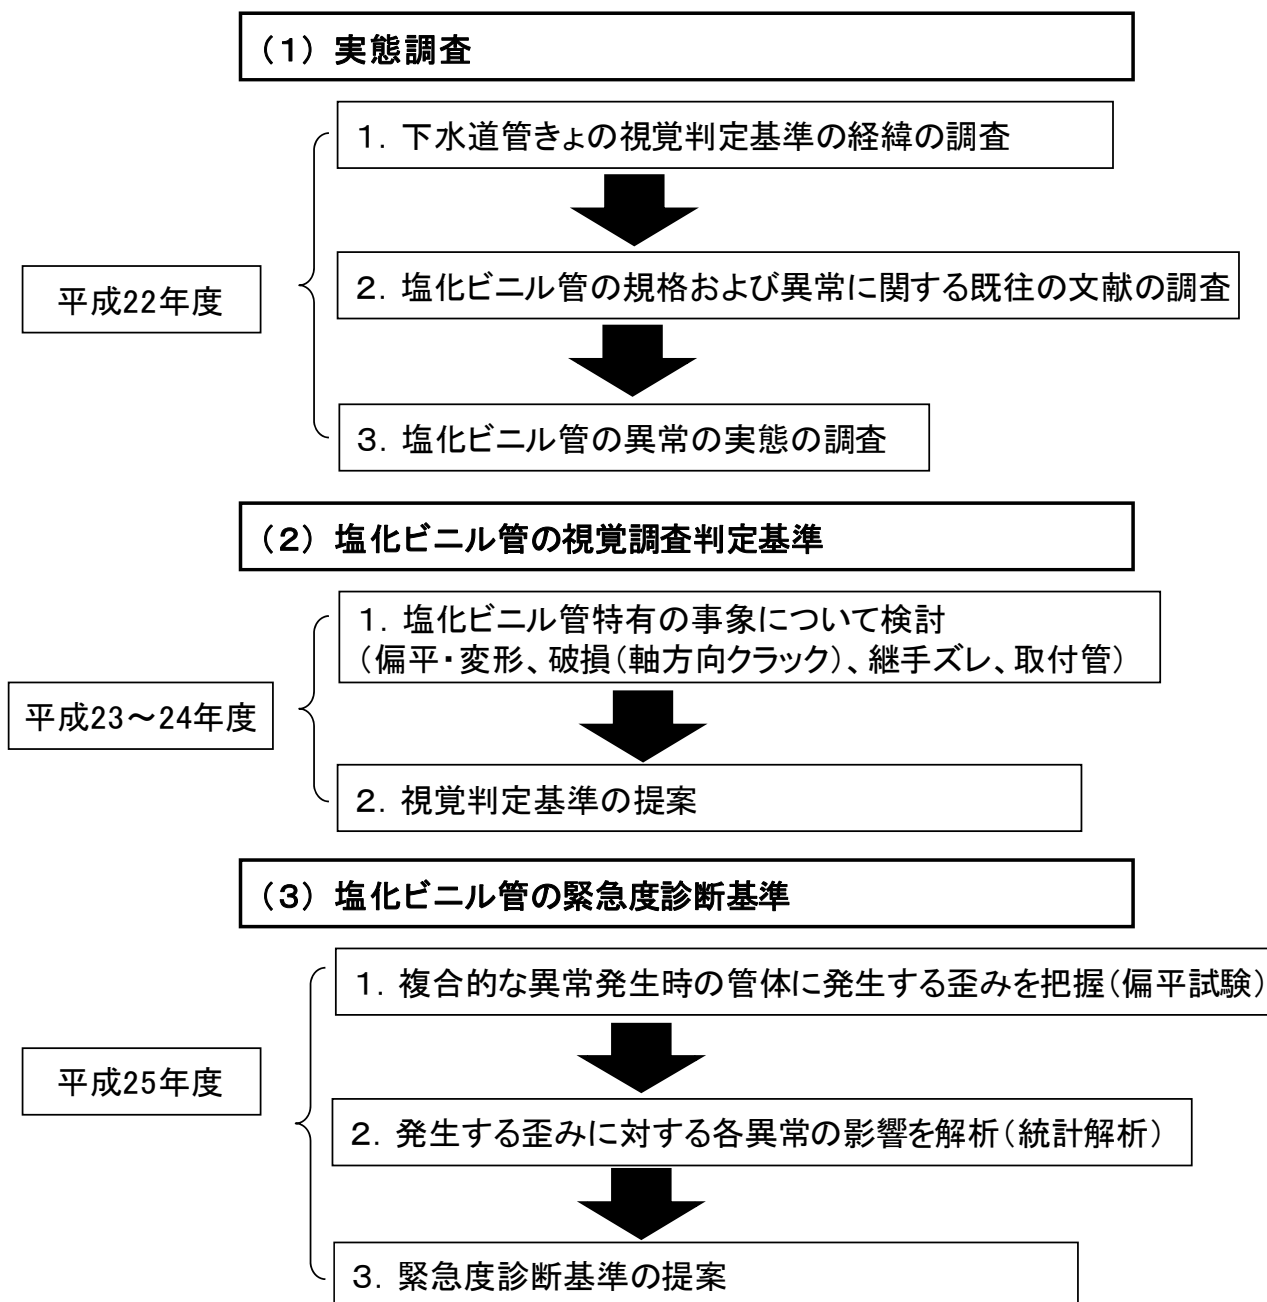 （１） 実態調査
１．下水道管きょの視覚判定基準の経緯の調査
平成22年度
２．塩化ビニル管の規格および異常に関する既往の文献の調査
３．塩化ビニル管の異常の実態の調査
（２） 塩化ビニル管の視覚調査判定基準
１．塩化ビニル管特有の事象について検討
（偏平・変形、破損（軸方向クラック）、継手ズレ、取付管）
平成23～24年度
２．視覚判定基準の提案
（３） 塩化ビニル管の緊急度診断基準
１．複合的な異常発生時の管体に発生する歪みを把握（偏平試験）
平成25年度
２．発生する歪みに対する各異常の影響を解析（統計解析）
３．緊急度診断基準の提案